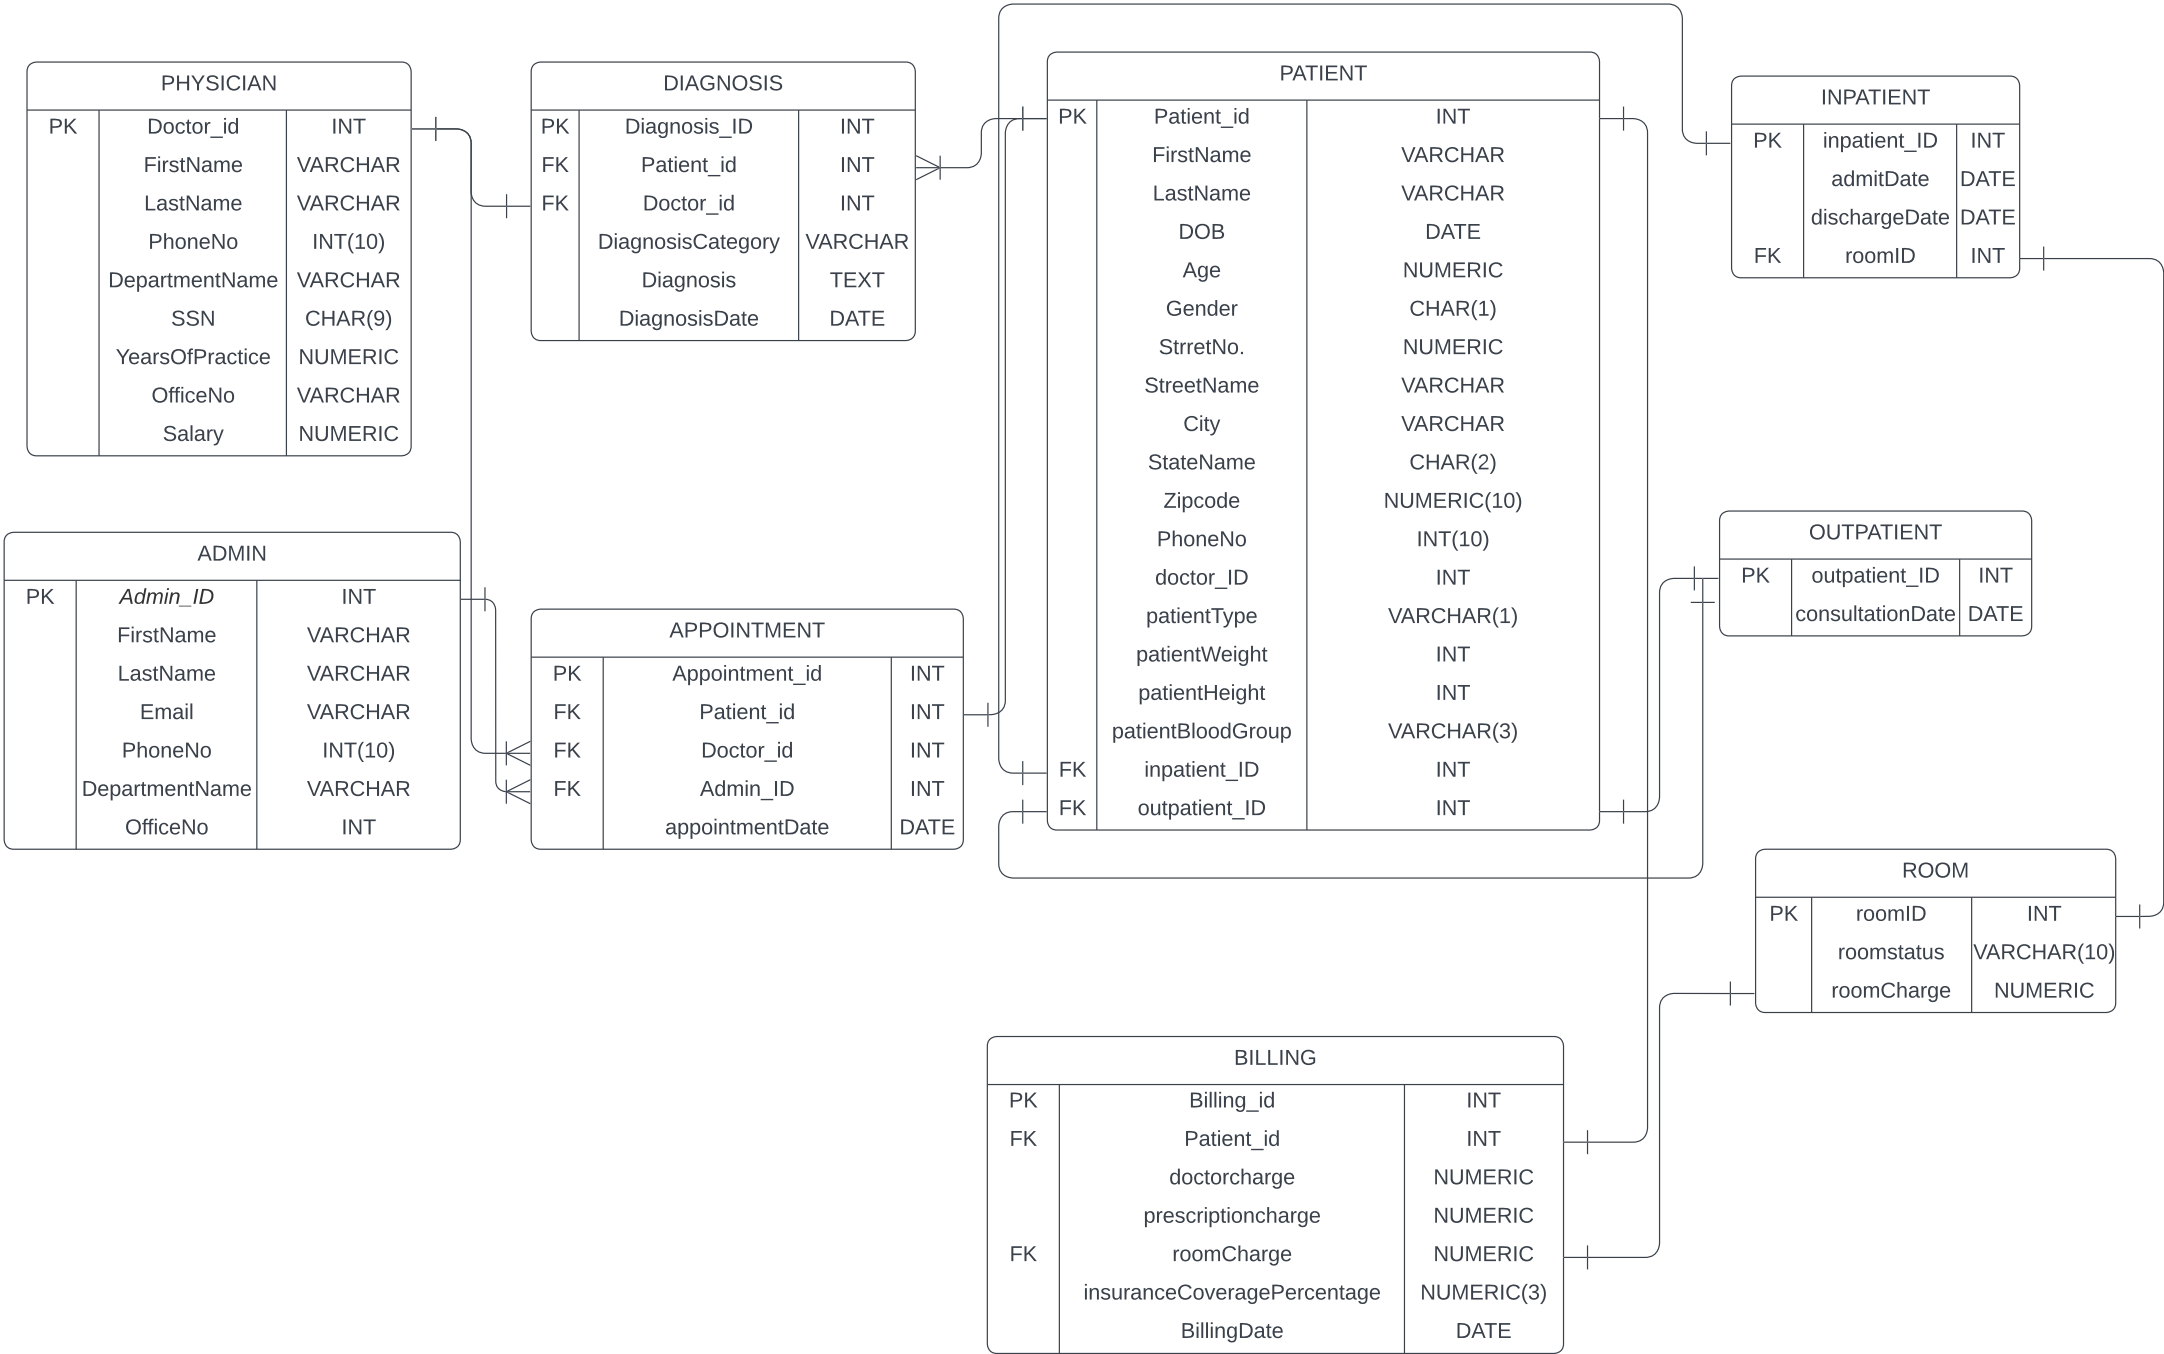 PHYSICIAN
PK Doctor_id INT
FirstName VARCHAR
LastName VARCHAR
PhoneNo INT(10)
DepartmentName VARCHAR
SSN CHAR(9)
YearsOfPractice NUMERIC
OfficeNo VARCHAR
Salary NUMERIC
DIAGNOSIS
PK Diagnosis_ID INT
FK Patient_id INT
FK Doctor_id INT
DiagnosisCategory VARCHAR
Diagnosis TEXT
DiagnosisDate DATE
PATIENT
PK Patient_id INT
FirstName VARCHAR
LastName VARCHAR
DOB DATE
Age NUMERIC
Gender CHAR(1)
StrretNo. NUMERIC
StreetName VARCHAR
City VARCHAR
StateName CHAR(2)
Zipcode NUMERIC(10)
PhoneNo INT(10)
doctor_ID INT
patientType VARCHAR(1)
patientWeight INT
patientHeight INT
patientBloodGroup VARCHAR(3)
FK inpatient_ID INT
FK outpatient_ID INT
INPATIENT
PK inpatient_ID INT
admitDate DATE
dischargeDate DATE
FK roomID INT
ADMIN
PK Admin_ID INT
FirstName VARCHAR
LastName VARCHAR
Email VARCHAR
PhoneNo INT(10)
DepartmentName VARCHAR
OfficeNo INT
APPOINTMENT
PK Appointment_id INT
FK Patient_id INT
FK Doctor_id INT
FK Admin_ID INT
appointmentDate DATE
OUTPATIENT
PK outpatient_ID INT
consultationDate DATE
ROOM
PK roomID INT
roomstatus VARCHAR(10)
roomCharge NUMERIC
BILLING
PK Billing_id INT
FK Patient_id INT
doctorcharge NUMERIC
prescriptioncharge NUMERIC
FK roomCharge NUMERIC
insuranceCoveragePercentage NUMERIC(3)
BillingDate DATE